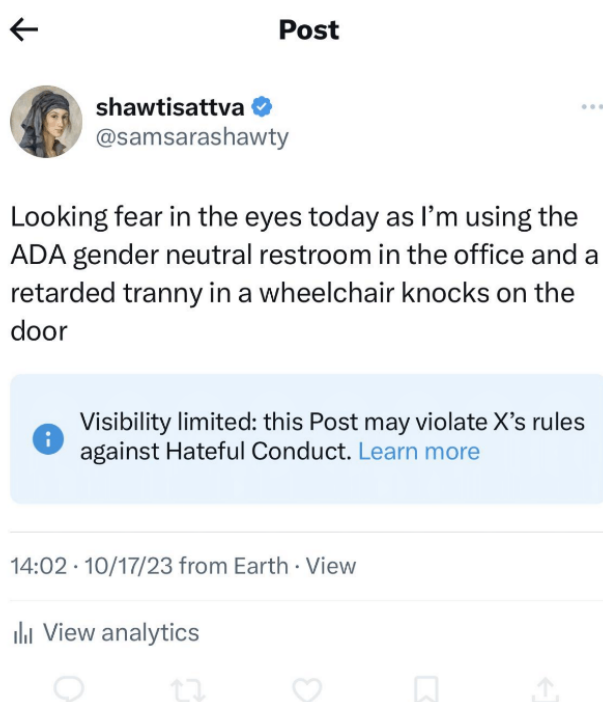 Post
shawtisattva
@samsarashawty
Looking fear in the eyes today as I’m using the
ADA gender neutral restroom in the office and a
retarded tranny in a wheelchair knocks on the
door
Visibility limited: this Post may violate X’s rules
against Hateful Conduct. Learn more
14:02 · 10/17/23 from Earth · View
View analytics